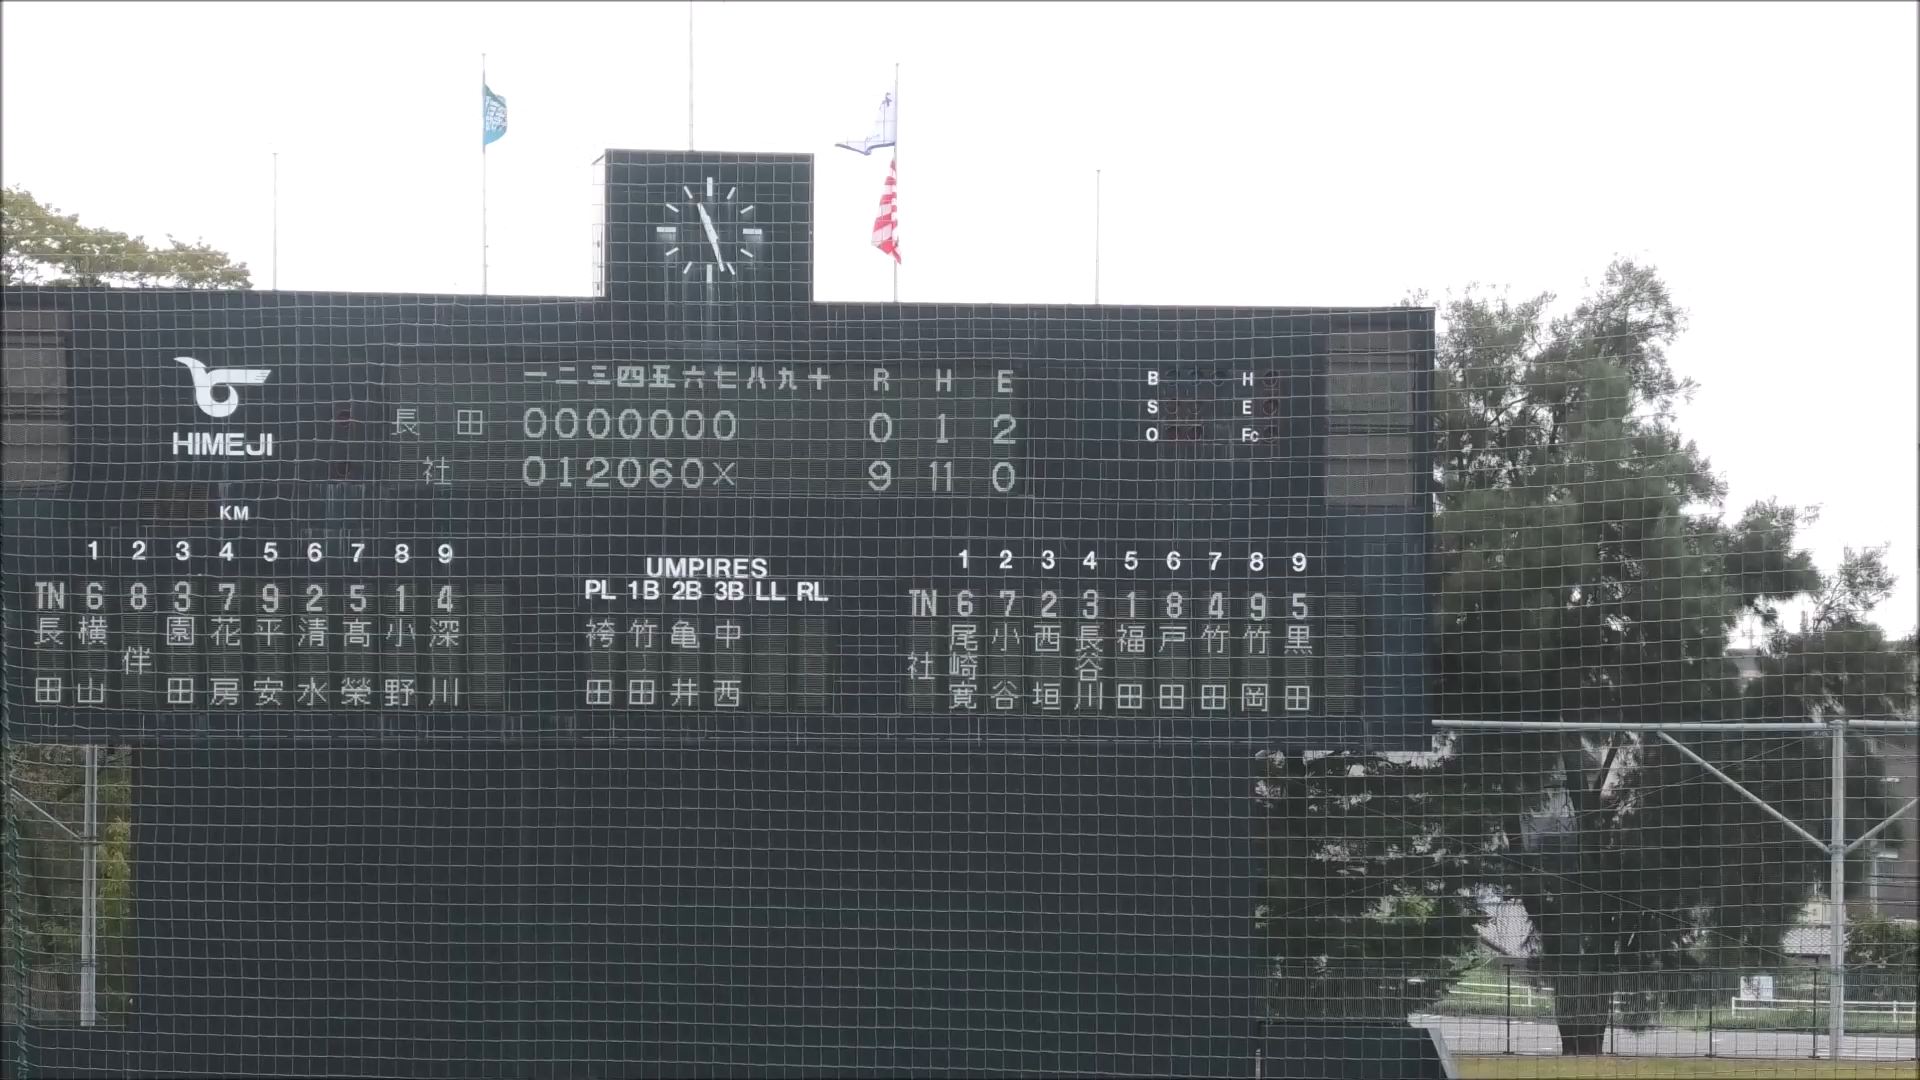 一二三四五六七八九十 R H E
長田 0000000 0 1 2
社 012060× 9 11 0
HIMEJI
B H
S E
O Fc
KM
1 2 3 4 5 6 7 8 9
TN 6 8 3 7 9 2 5 1 4
長田 横山 伴 園田 花房 平安 清水 高榮 小野 深川
UMPIRES
PL 1B 2B 3B LL RL
袴田 竹田 亀井 中西
1 2 3 4 5 6 7 8 9
TN 6 7 2 3 1 8 4 9 5
社 尾崎寛 小谷 西垣 長谷川 福田 戸田 竹田 竹岡 黒田